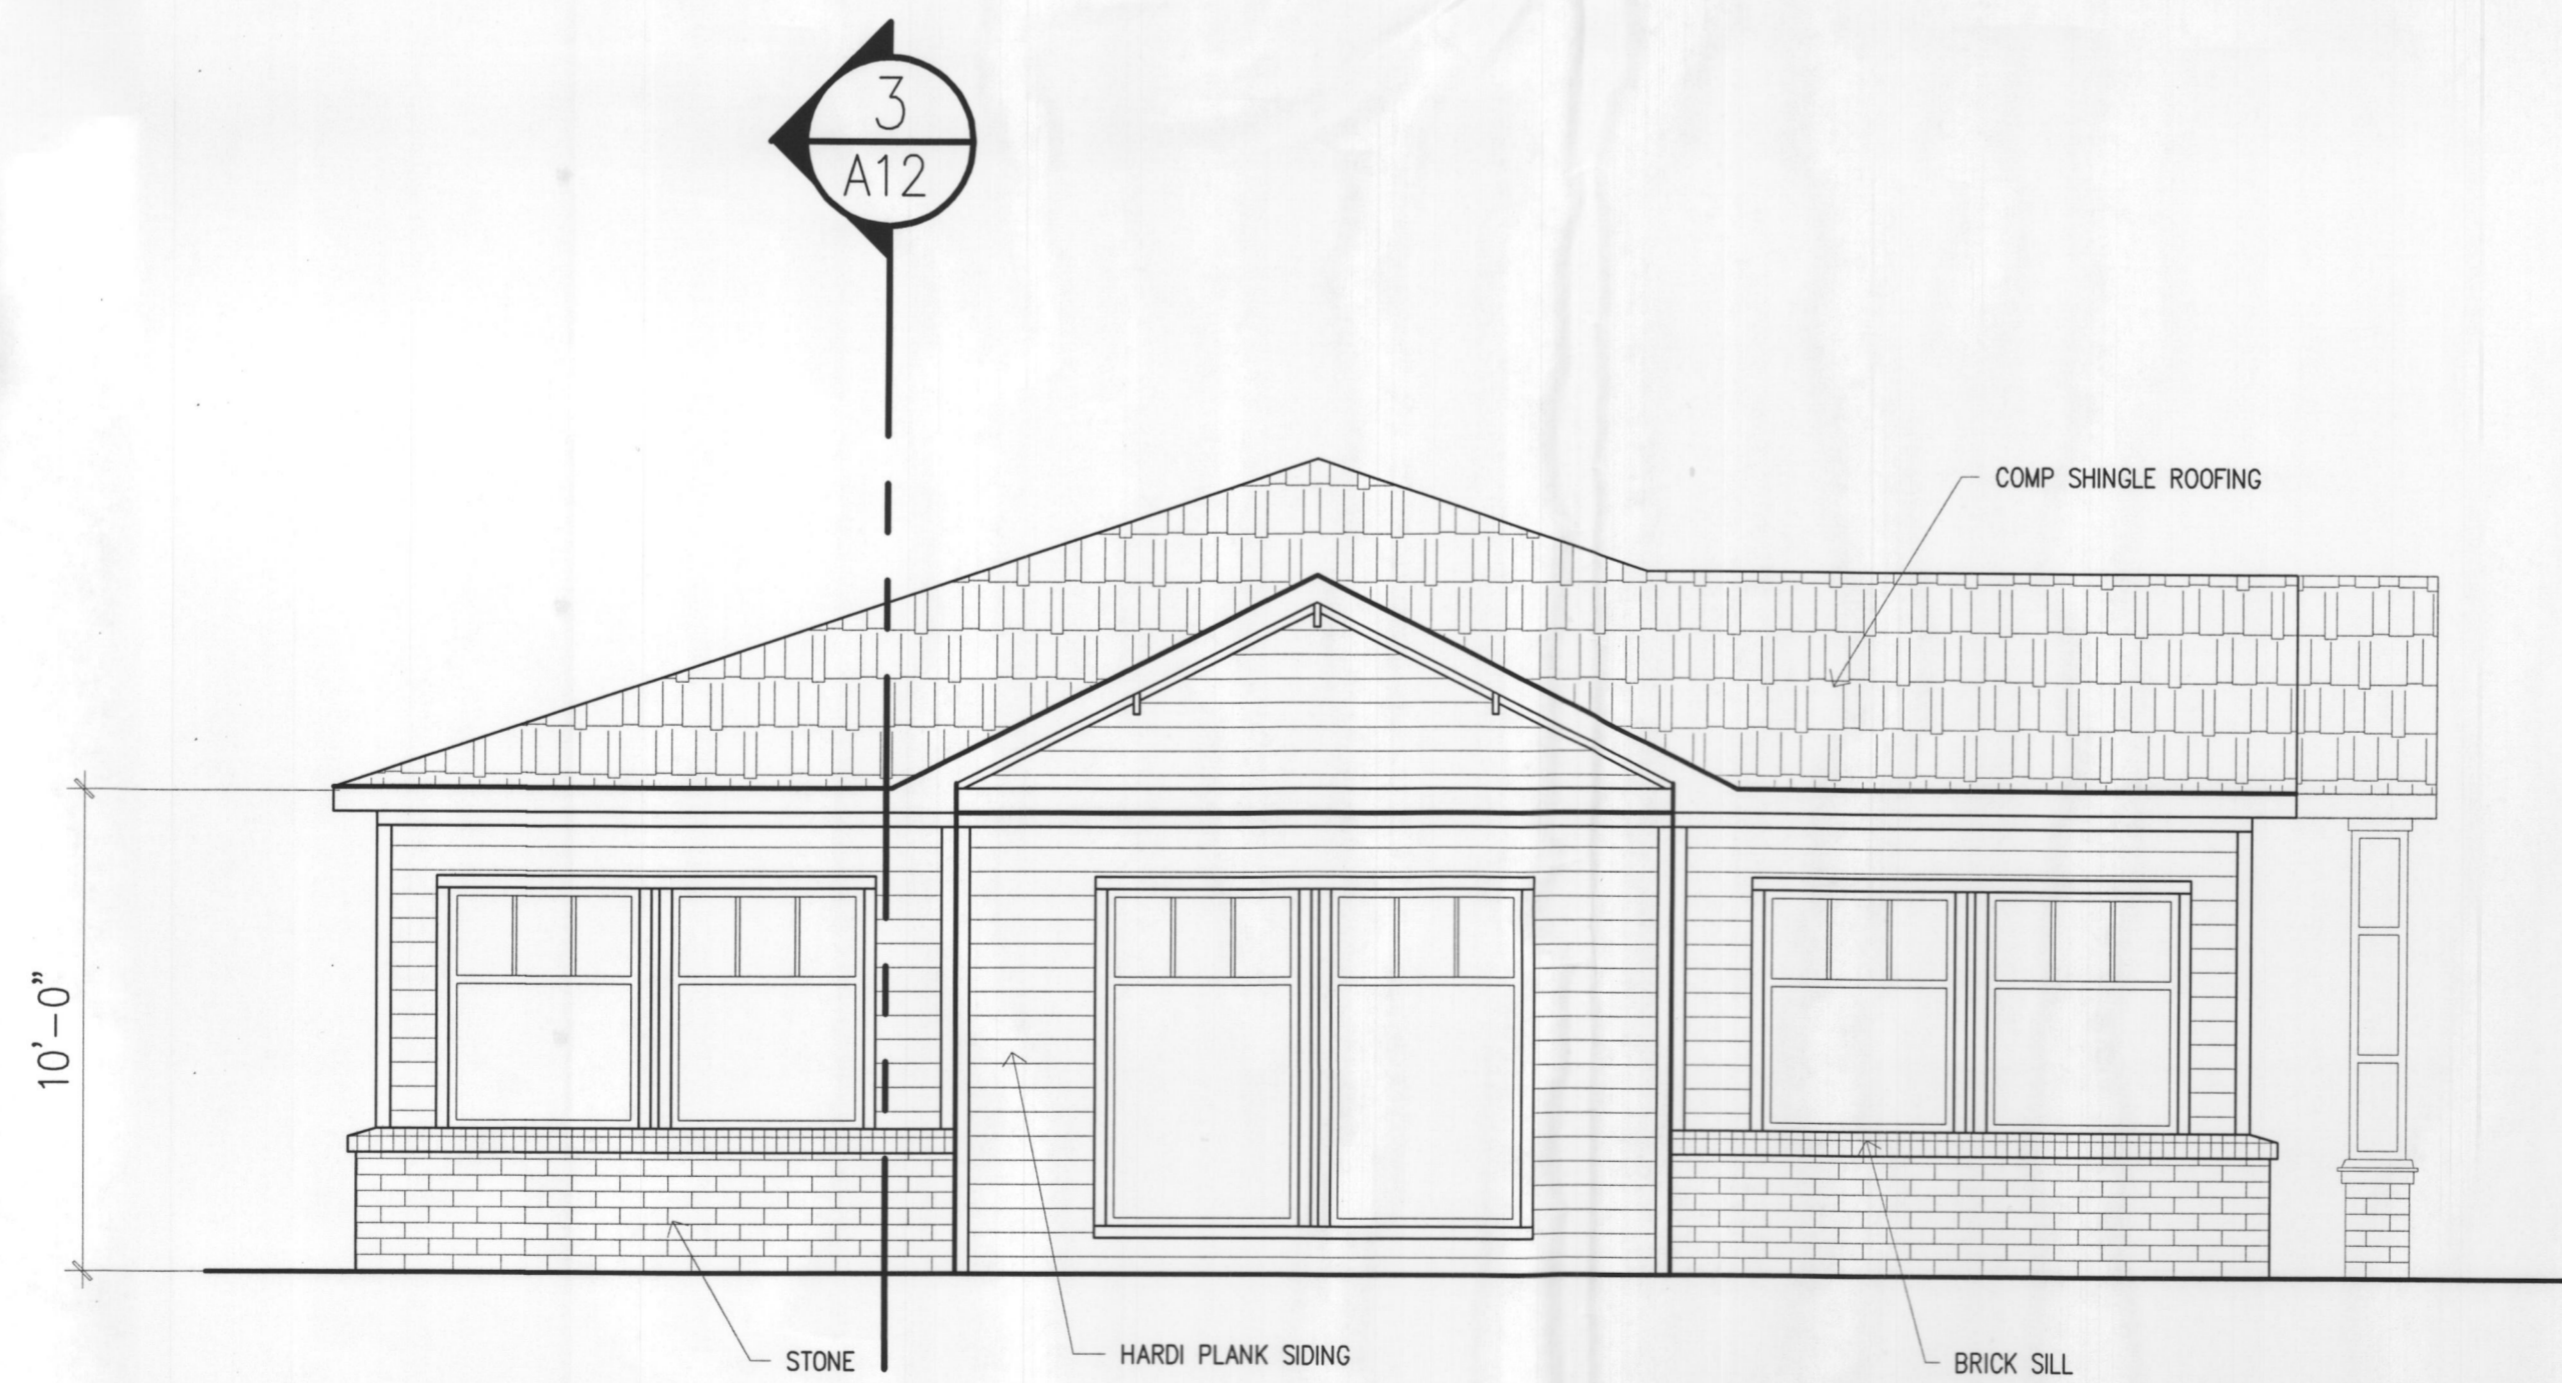 3
A12
COMP SHINGLE ROOFING
10'-0"
STONE
HARDI PLANK SIDING
BRICK SILL